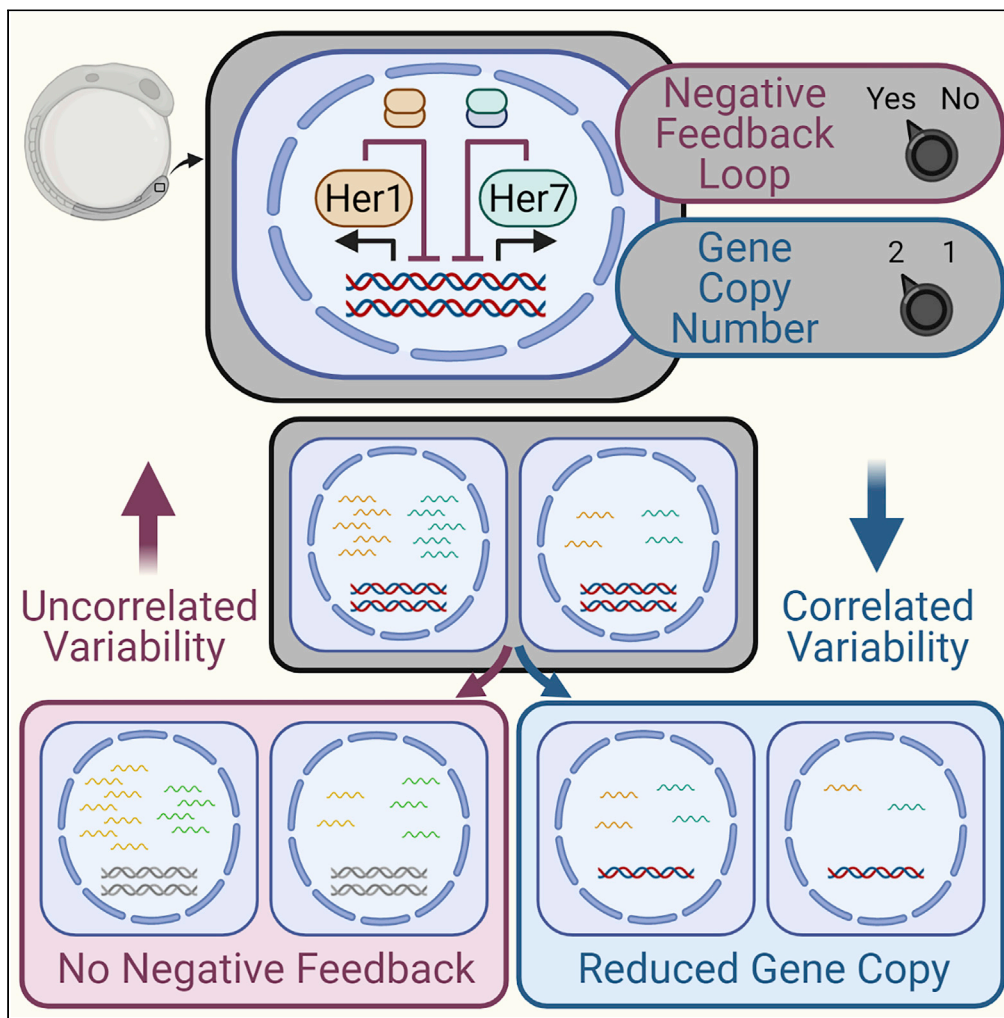 Negative
Feedback
Loop
Yes No
Her1
Her7
Gene
Copy
Number
2 1
Uncorrelated
Variability
Correlated
Variability
No Negative Feedback
Reduced Gene Copy